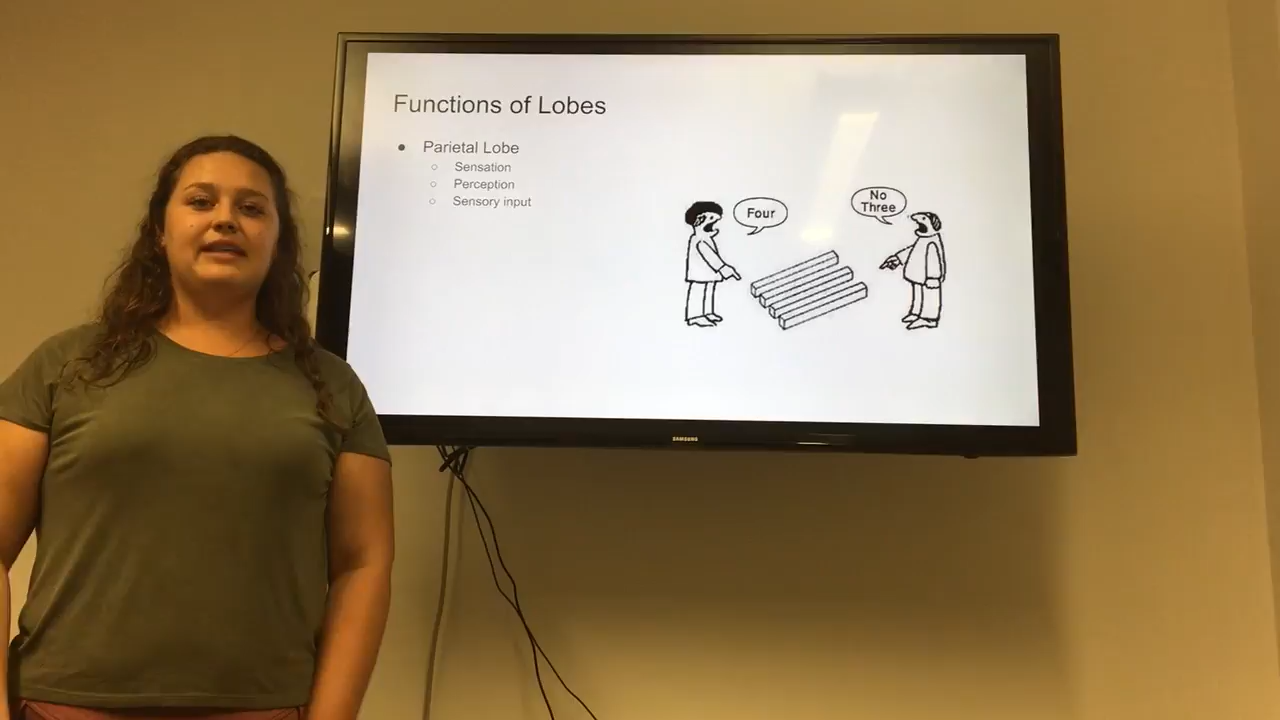 Functions of Lobes
● Parietal Lobe
○ Sensation
○ Perception
○ Sensory input
Four
No
Three
SAMSUNG